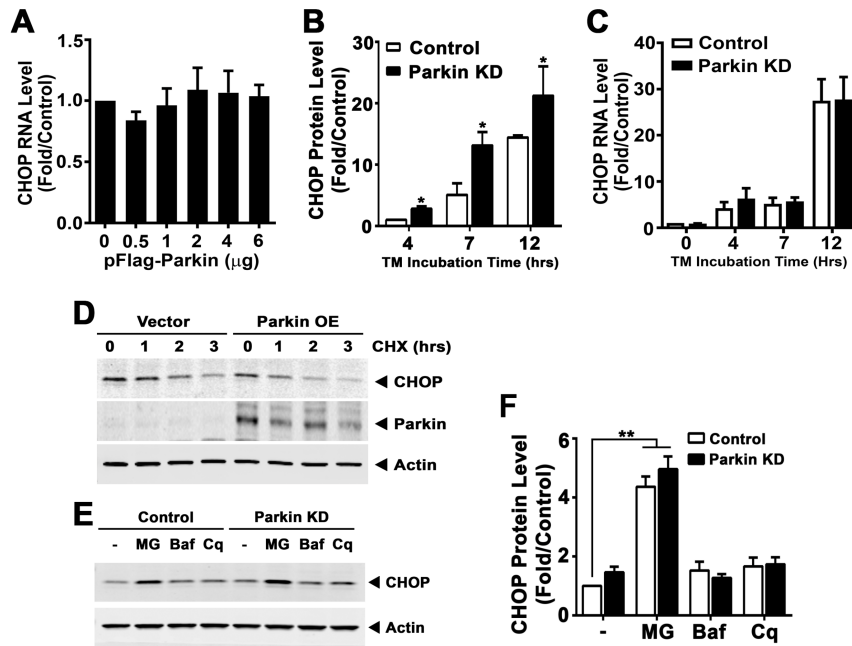 A
CHOP RNA Level
(Fold/Control)
1.5
1.0
0.5
0.0
0 0.5 1 2 4 6
pFlag-Parkin (μg)
B
CHOP Protein Level
(Fold/Control)
30
20
10
0
Control
Parkin KD
*
*
*
4 7 12
TM Incubation Time (hrs)
C
CHOP RNA Level
(Fold/Control)
40
30
20
10
0
Control
Parkin KD
0 4 7 12
TM Incubation Time (Hrs)
D
Vector Parkin OE
0 1 2 3 0 1 2 3 CHX (hrs)
CHOP
Parkin
Actin
E
Control Parkin KD
- MG Baf Cq - MG Baf Cq
CHOP
Actin
F
CHOP Protein Level
(Fold/Control)
6
4
2
0
**
Control
Parkin KD
- MG Baf Cq